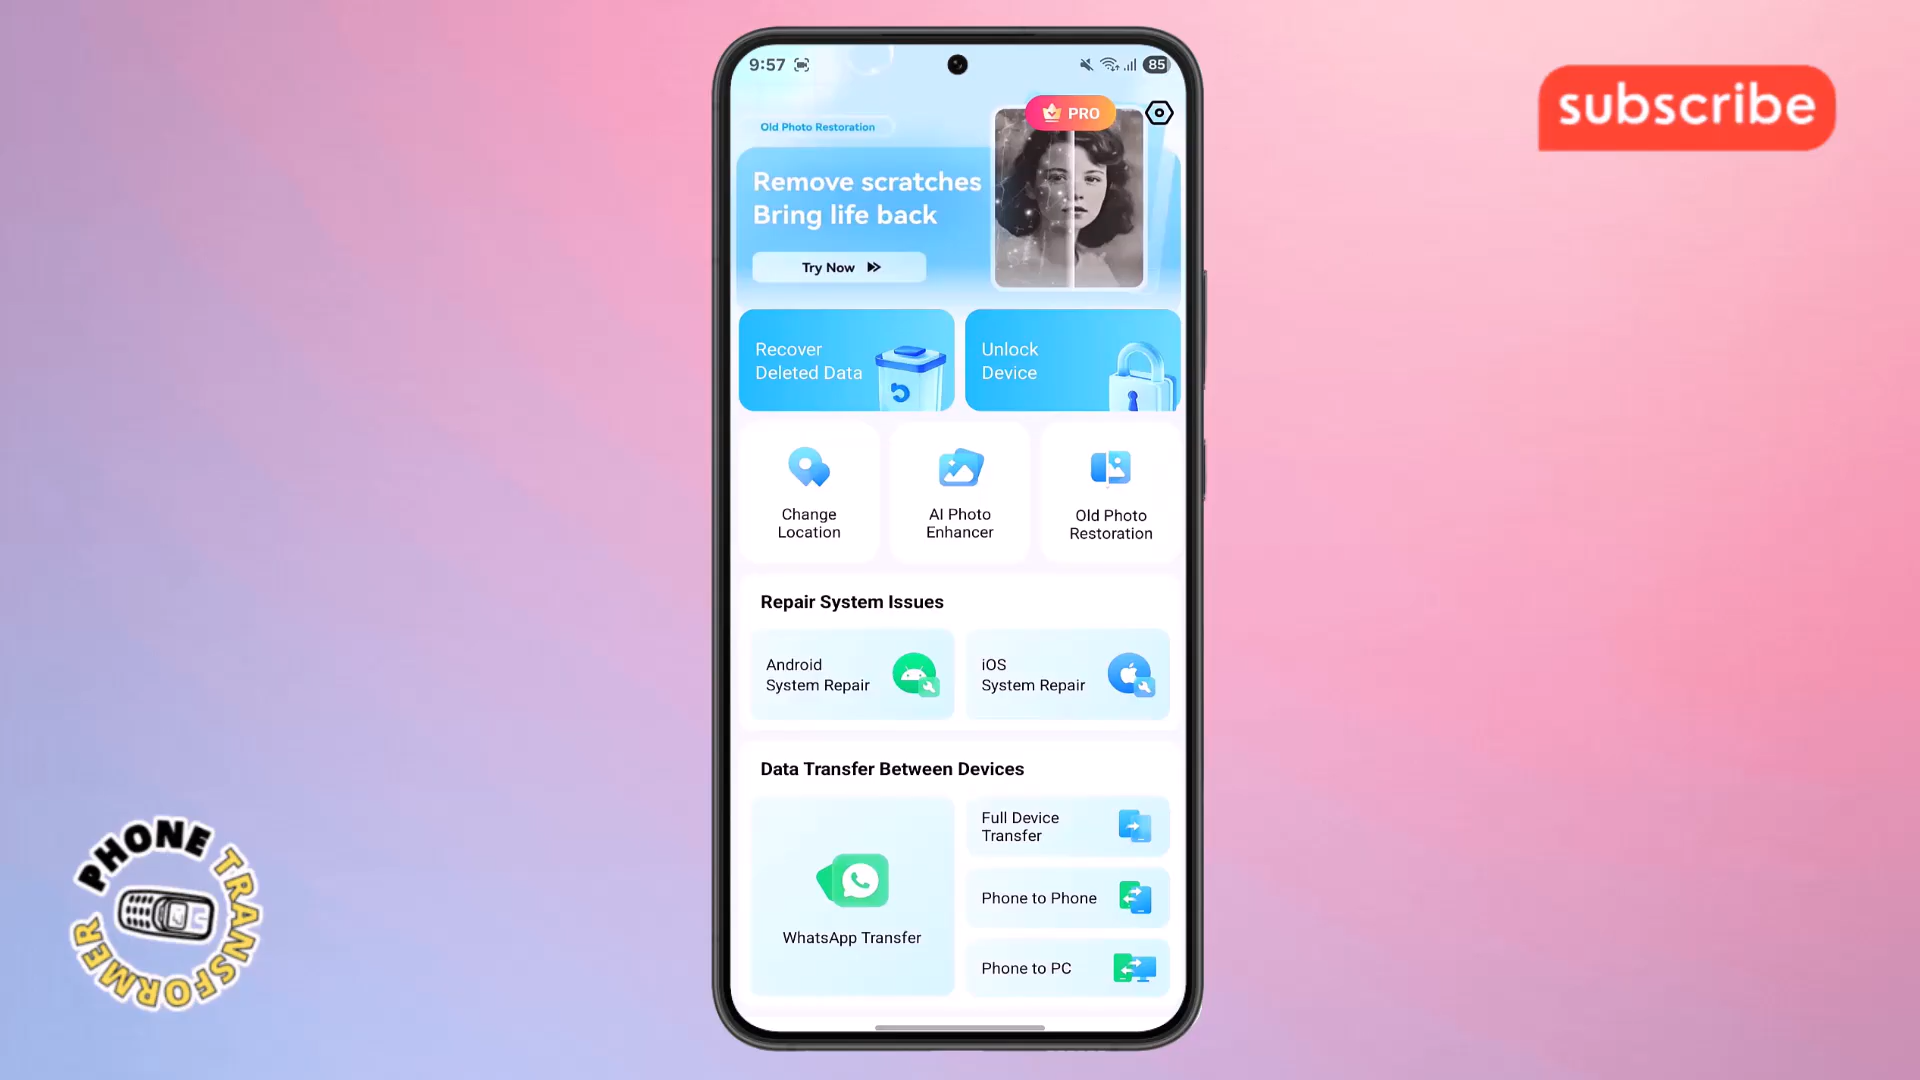 subscribe
9:57
85
PRO
Old Photo Restoration
Remove scratches
Bring life back
Try Now
Recover
Deleted Data
Unlock
Device
Change
Location
AI Photo
Enhancer
Old Photo
Restoration
Repair System Issues
Android
System Repair
iOS
System Repair
Data Transfer Between Devices
WhatsApp Transfer
Full Device
Transfer
Phone to Phone
Phone to PC
PHONE TRANSFORMER